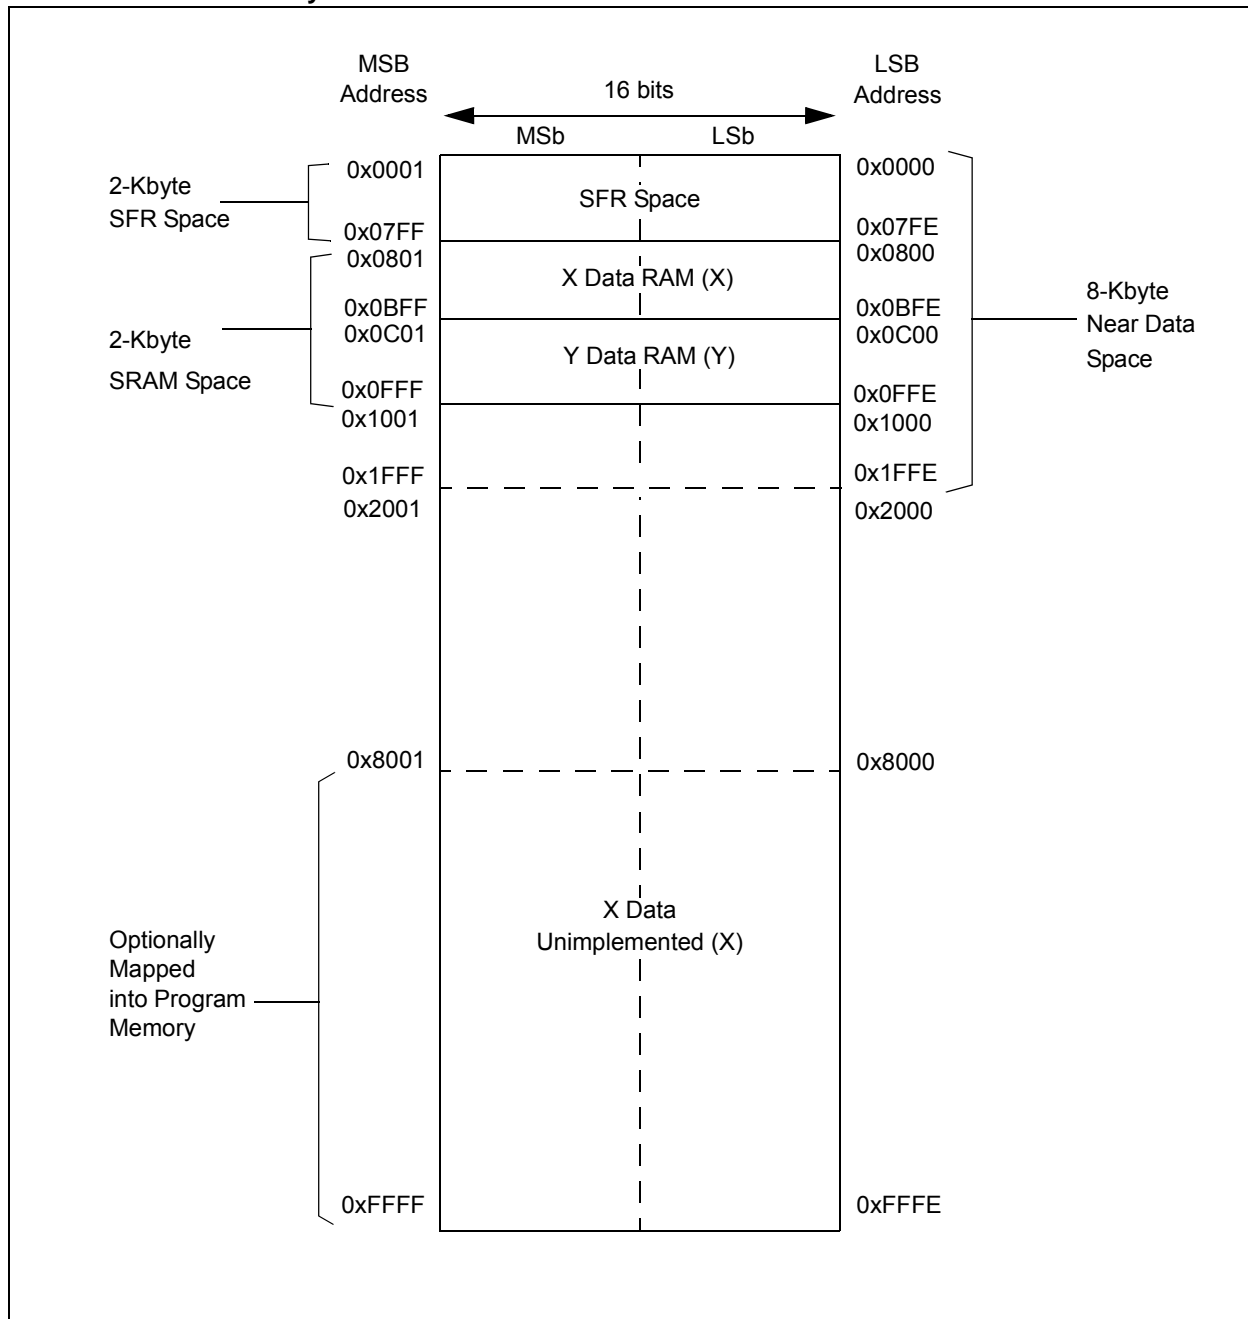 MSB
Address
16 bits
LSB
Address
MSb
LSb
0x0001
0x0000
2-Kbyte
SFR Space
SFR Space
0x07FF
0x07FE
0x0801
0x0800
X Data RAM (X)
0x0BFF
0x0BFE
0x0C01
0x0C00
2-Kbyte
SRAM Space
Y Data RAM (Y)
8-Kbyte
Near Data
Space
0x0FFF
0x0FFE
0x1001
0x1000
0x1FFF
0x1FFE
0x2001
0x2000
0x8001
0x8000
X Data
Unimplemented (X)
Optionally
Mapped
into Program
Memory
0xFFFF
0xFFFE